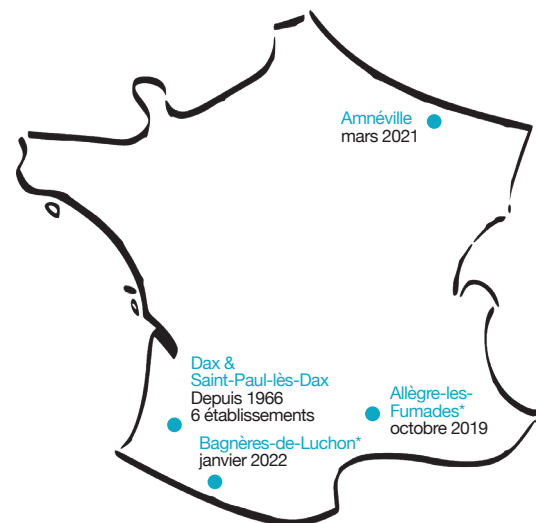 Amnéville
mars 2021
Dax &
Saint-Paul-lès-Dax
Depuis 1966
6 établissements
Allègre-les-
Fumades*
octobre 2019
Bagnères-de-Luchon*
janvier 2022